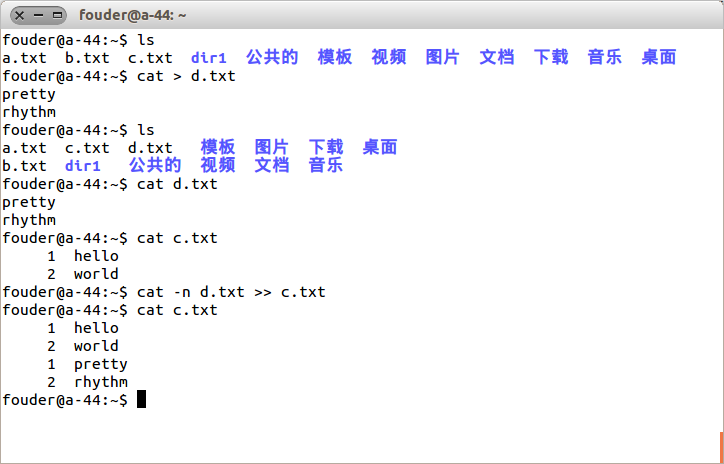 fouder@a-44: ~
fouder@a-44:~$ ls
a.txt  b.txt  c.txt  dir1  公共的  模板  视频  图片  文档  下载  音乐  桌面
fouder@a-44:~$ cat > d.txt
pretty
rhythm
fouder@a-44:~$ ls
a.txt  c.txt  d.txt   模板  图片  下载  桌面
b.txt  dir1   公共的  视频  文档  音乐
fouder@a-44:~$ cat d.txt
pretty
rhythm
fouder@a-44:~$ cat c.txt
     1  hello
     2  world
fouder@a-44:~$ cat -n d.txt >> c.txt
fouder@a-44:~$ cat c.txt
     1  hello
     2  world
     1  pretty
     2  rhythm
fouder@a-44:~$